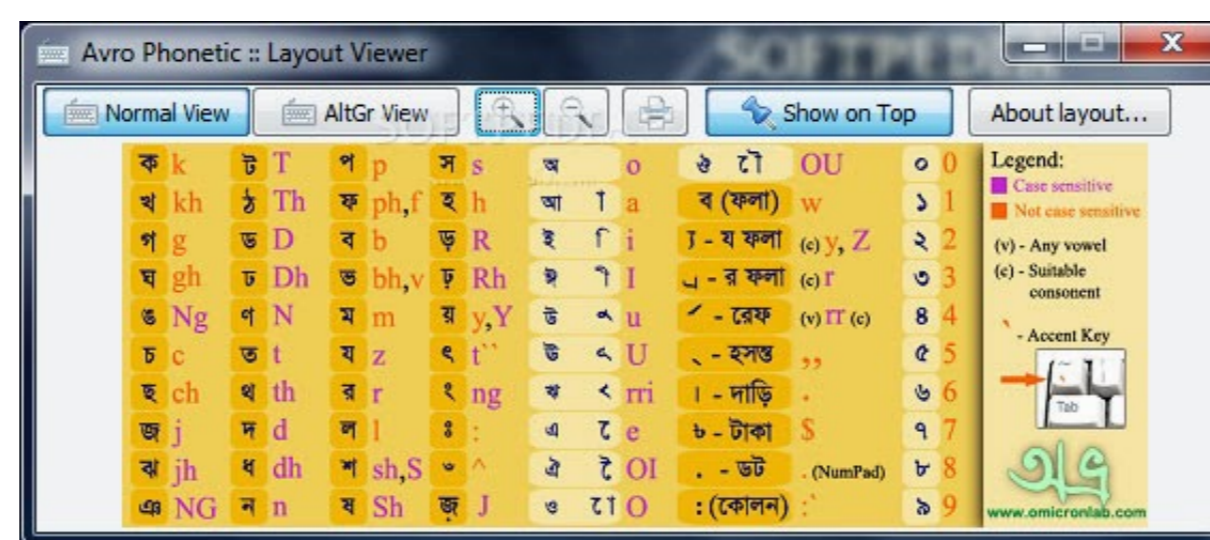 Avro Phonetic :: Layout Viewer
Normal View AltGr View Show on Top About layout...
SOFTPEDIA
ক k ট T প p স s অ o ঔ ৌ OU ০ 0
খ kh ঠ Th ফ ph,f হ h আ া a ব (ফলা) w ১ 1
গ g ড D ব b ড় R ই ি i ্য - য ফলা (c) y, Z ২ 2
ঘ gh ঢ Dh ভ bh,v ঢ় Rh ঈ ী I ্র - র ফলা (c) r ৩ 3
ঙ Ng ণ N ম m য় y,Y উ ু u র্ - রেফ (v) rr (c) ৪ 4
চ c ত t য z ৎ t`` ঊ ূ U ্ - হসন্ত ,, ৫ 5
ছ ch থ th র r ং ng ঋ ৃ rri । - দাড়ি . ৬ 6
জ j দ d ল l ঃ : এ ে e ৳ - টাকা $ ৭ 7
ঝ jh ধ dh শ sh,S ঁ ^ ঐ ৈ OI . - ডট . (NumPad) ৮ 8
ঞ NG ন n ষ Sh জ্ J ও ো O : (কোলন) :` ৯ 9
Legend:
Case sensitive
Not case sensitive
(v) - Any vowel
(c) - Suitable
consonent
` - Accent Key
~
`
Tab
অভ্র
www.omicronlab.com